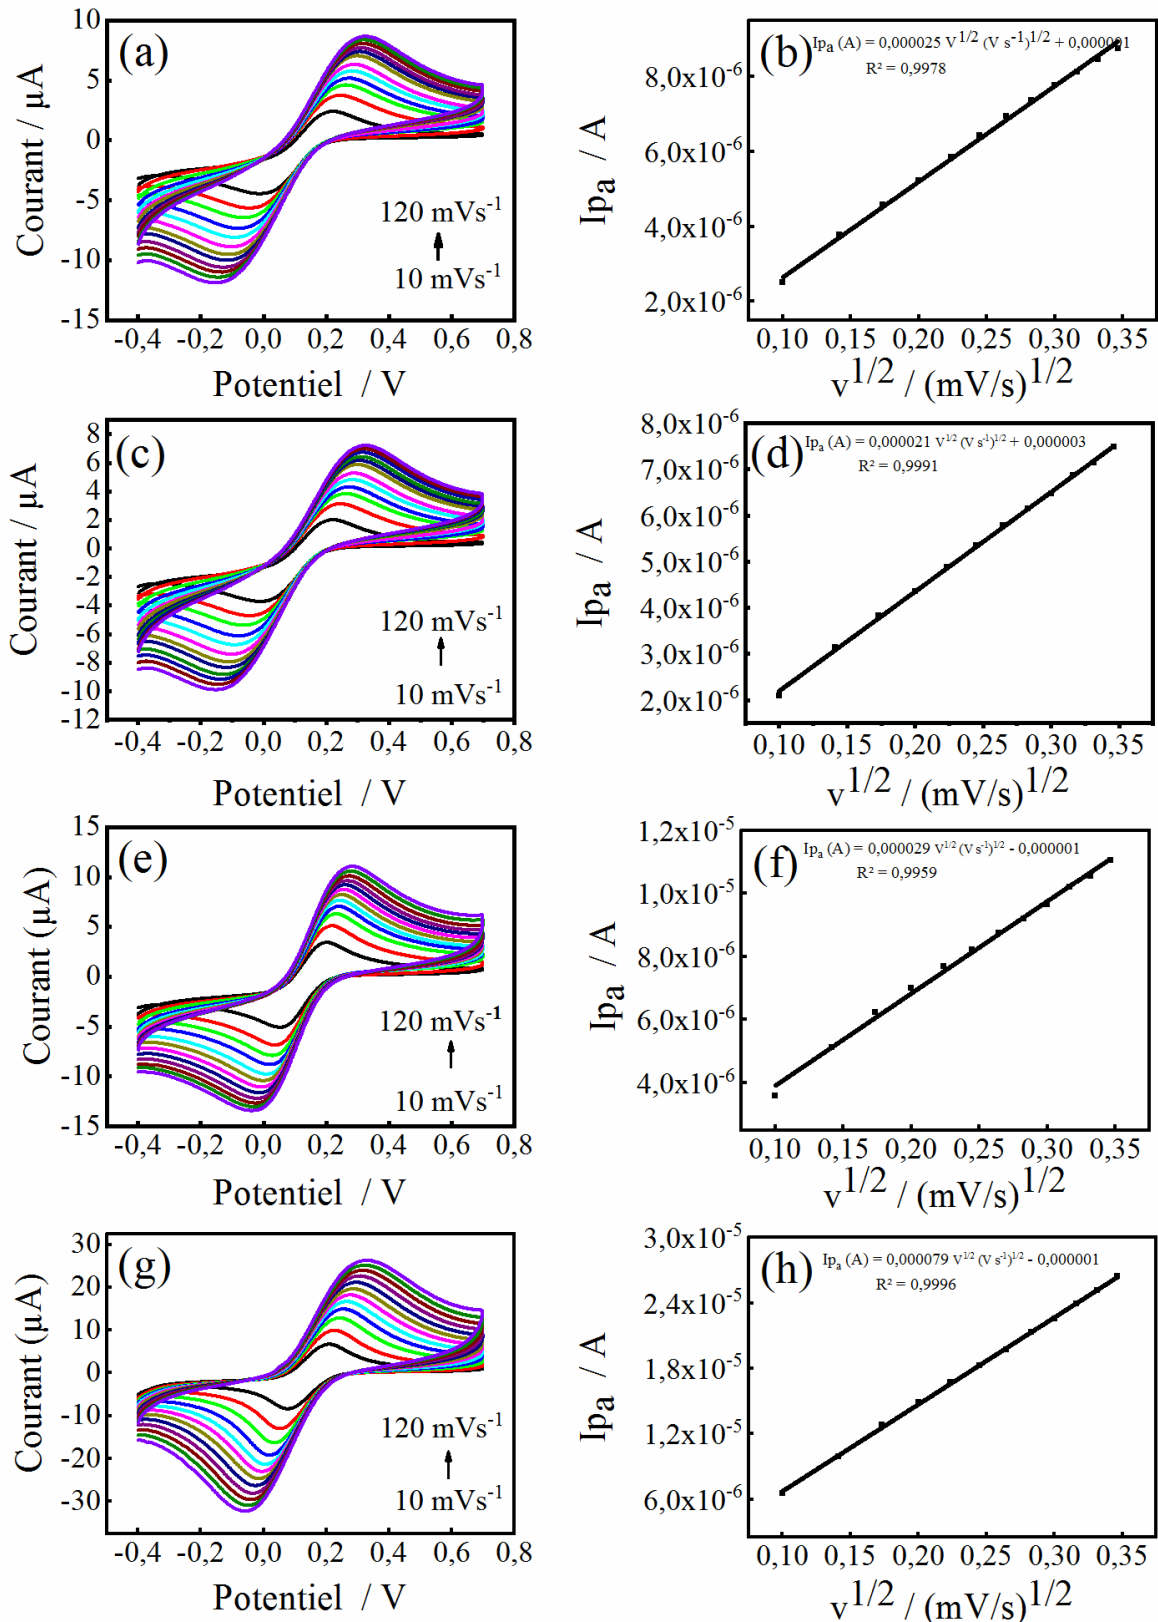 (a)
10
5
0
-5
-10
-15
Courant / µA
120 mVs-1
10 mVs-1
-0,4 -0,2 0,0 0,2 0,4 0,6 0,8
Potentiel / V
(b)
Ipa (A) = 0,000025 V1/2 (V s-1)1/2 + 0,000001
R² = 0,9978
8,0x10-6
6,0x10-6
4,0x10-6
2,0x10-6
Ipa / A
0,10 0,15 0,20 0,25 0,30 0,35
v1/2 / (mV/s)1/2
(c)
8
6
4
2
0
-2
-4
-6
-8
-10
-12
Courant / µA
120 mVs-1
10 mVs-1
-0,4 -0,2 0,0 0,2 0,4 0,6 0,8
Potentiel / V
(d)
Ipa (A) = 0,000021 V1/2 (V s-1)1/2 + 0,000003
R² = 0,9991
8,0x10-6
7,0x10-6
6,0x10-6
5,0x10-6
4,0x10-6
3,0x10-6
2,0x10-6
Ipa / A
0,10 0,15 0,20 0,25 0,30 0,35
v1/2 / (mV/s)1/2
(e)
15
10
5
0
-5
-10
-15
Courant (µA)
120 mVs-1
10 mVs-1
-0,4 -0,2 0,0 0,2 0,4 0,6 0,8
Potentiel / V
(f)
Ipa (A) = 0,000029 V1/2 (V s-1)1/2 - 0,000001
R² = 0,9959
1,2x10-5
1,0x10-5
8,0x10-6
6,0x10-6
4,0x10-6
Ipa / A
0,10 0,15 0,20 0,25 0,30 0,35
v1/2 / (mV/s)1/2
(g)
30
20
10
0
-10
-20
-30
Courant (µA)
120 mVs-1
10 mVs-1
-0,4 -0,2 0,0 0,2 0,4 0,6 0,8
Potentiel / V
(h)
Ipa (A) = 0,000079 V1/2 (V s-1)1/2 - 0,000001
R² = 0,9996
3,0x10-5
2,4x10-5
1,8x10-5
1,2x10-5
6,0x10-6
Ipa / A
0,10 0,15 0,20 0,25 0,30 0,35
v1/2 / (mV/s)1/2